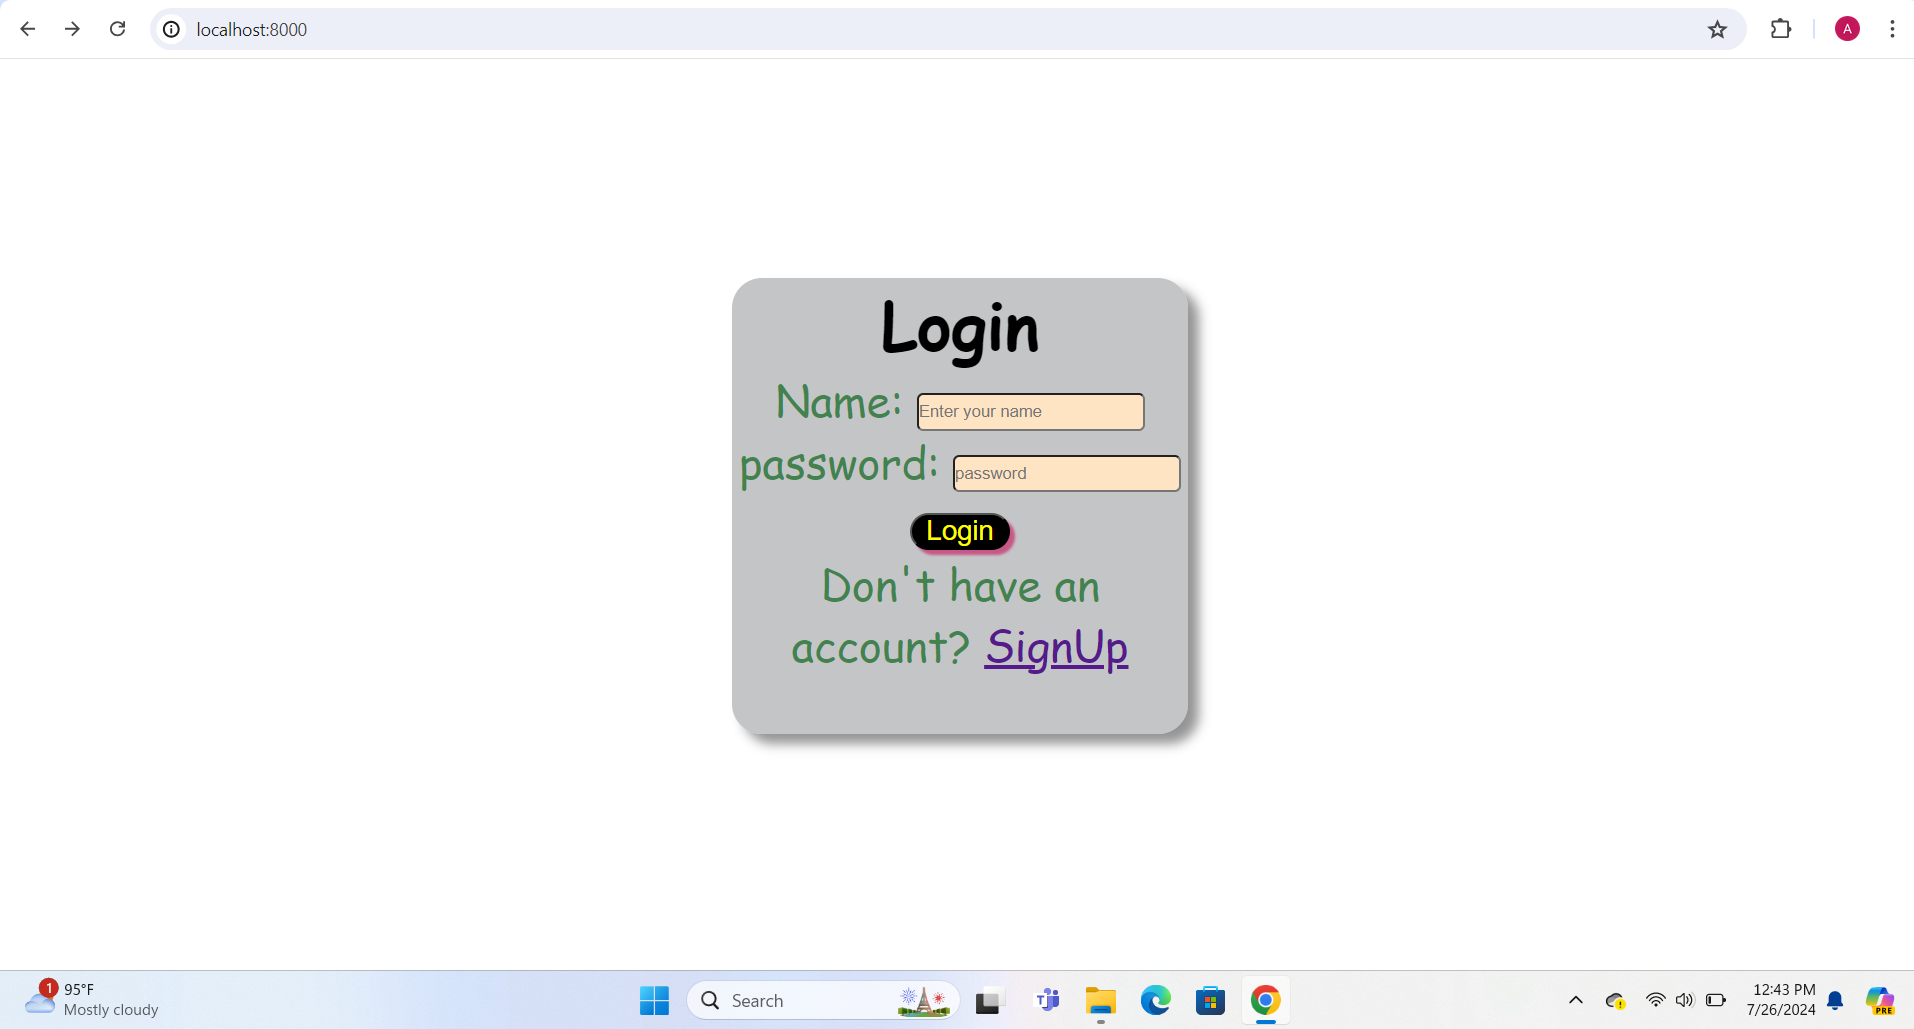 localhost:8000
A
Login
Name: Enter your name
password: password
Login
Don't have an
account? SignUp
1
95°F
Mostly cloudy
Search
T
12:43 PM
7/26/2024
PRE